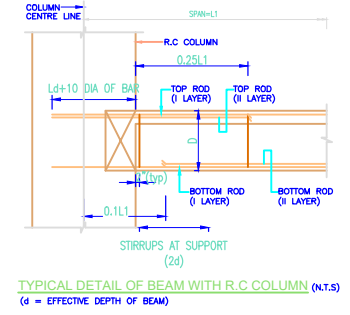 COLUMN
CENTRE LINE
SPAN=L1
R.C COLUMN
0.25L1
Ld+10 DIA OF BAR
TOP ROD
(I LAYER)
TOP ROD
(II LAYER)
D
2"(typ)
BOTTOM ROD
(I LAYER)
BOTTOM ROD
(II LAYER)
0.1L1
STIRRUPS AT SUPPORT
(2d)
TYPICAL DETAIL OF BEAM WITH R.C COLUMN (N.T.S)
(d = EFFECTIVE DEPTH OF BEAM)